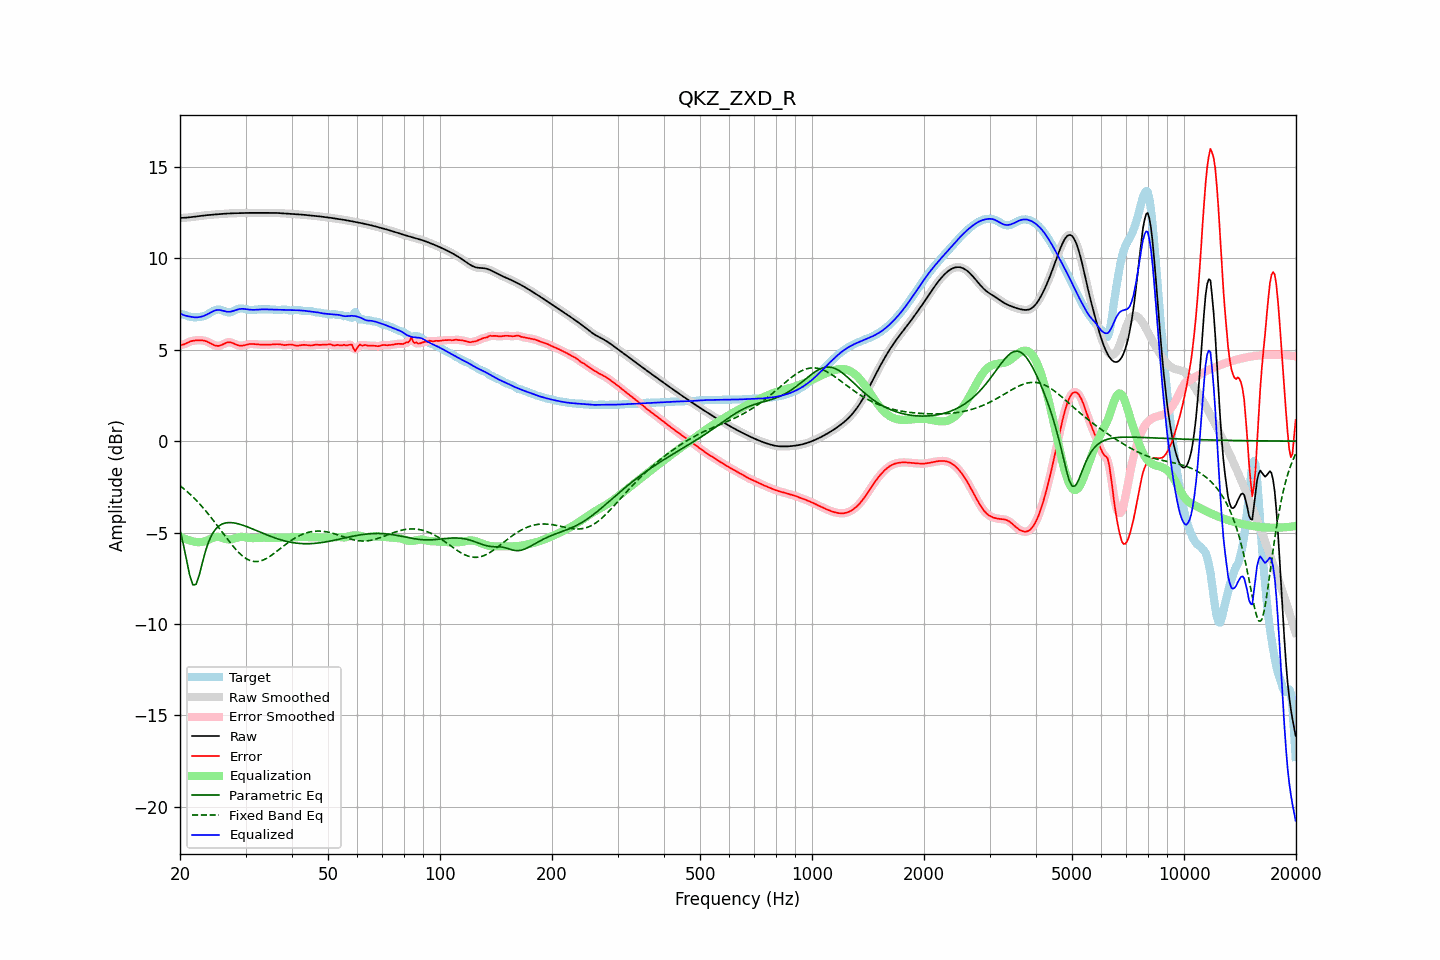 QKZ_ZXD_R
Amplitude (dBr)
15
10
5
0
−5
−10
−15
−20
Target
Raw Smoothed
Error Smoothed
Raw
Error
Equalization
Parametric Eq
Fixed Band Eq
Equalized
20 50 100 200 500 1000 2000 5000 10000 20000
Frequency (Hz)